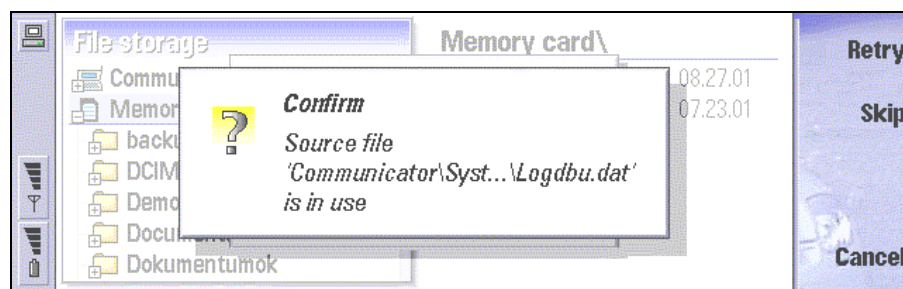 File storage
Memory card\
Retry
Commu
08.27.01
Memor
07.23.01
Confirm
Source file
'Communicator\Syst...\Logdbu.dat'
is in use
Skip
backu
DCIM
Demo
Docu
Dokumentumok
Cancel